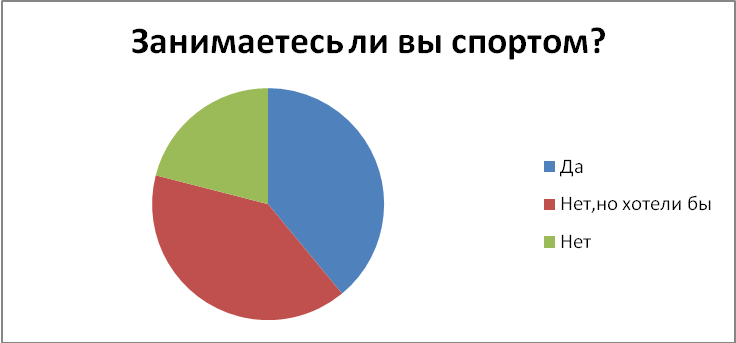 Занимаетесь ли вы спортом?
Да
Нет,но хотели бы
Нет